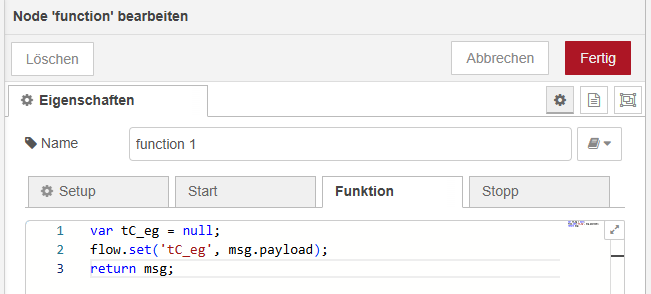 Node 'function' bearbeiten
Löschen
Abbrechen
Fertig
Eigenschaften
Name
function 1
Setup
Start
Funktion
Stopp
1 var tC_eg = null;
2 flow.set('tC_eg', msg.payload);
3 return msg;